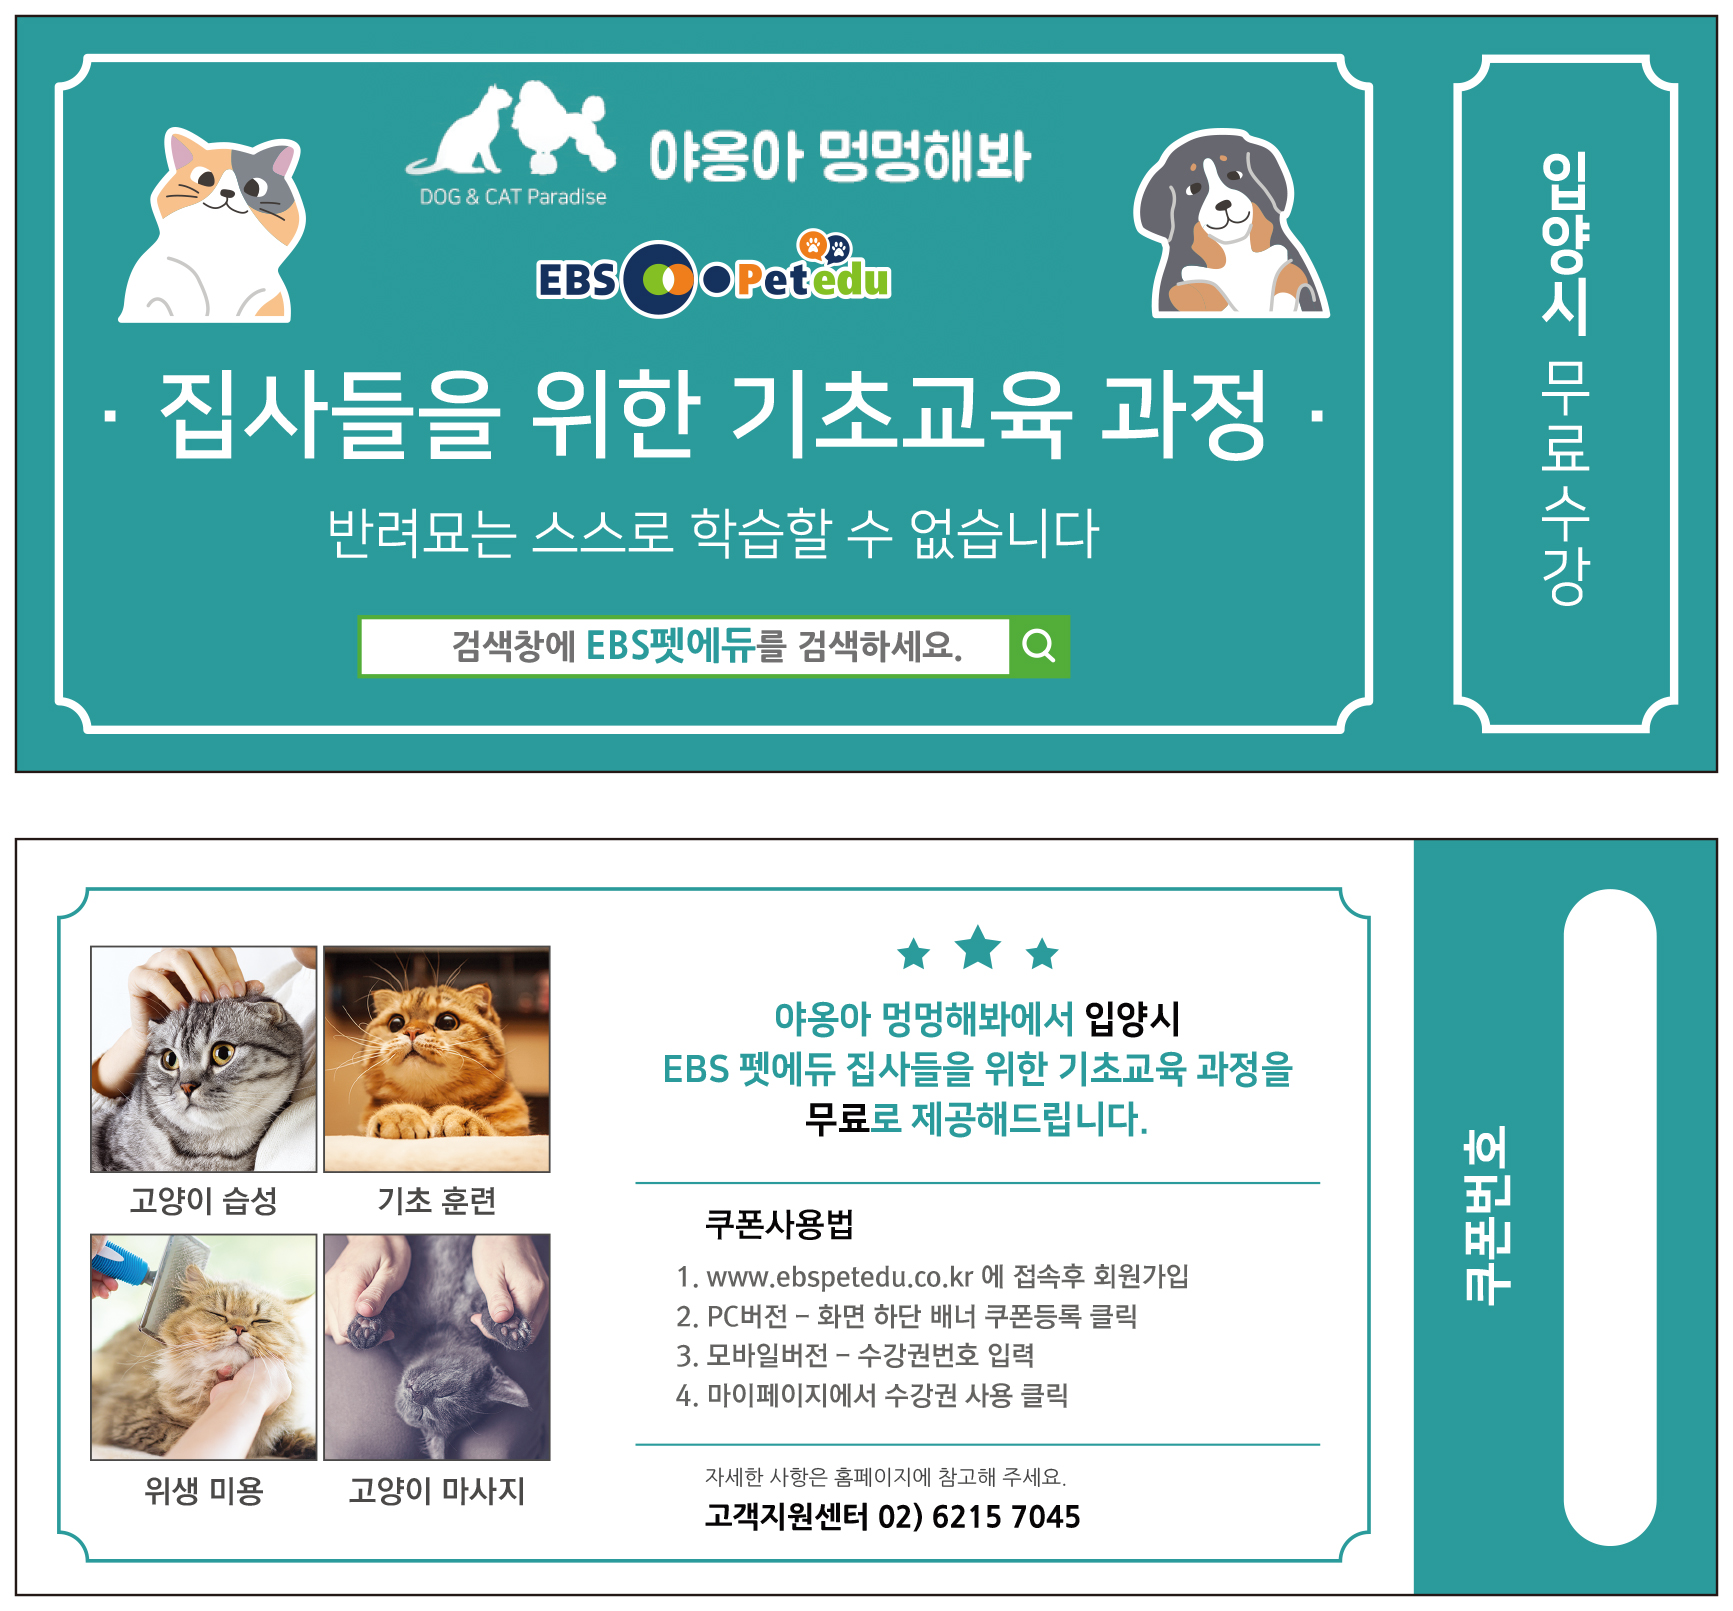 DOG & CAT Paradise
야옹아 멍멍해봐
EBS Petedu
· 집사들을 위한 기초교육 과정 ·
반려묘는 스스로 학습할 수 없습니다
검색창에 EBS펫에듀를 검색하세요.
입양시 무료수강
고양이 습성
기초 훈련
위생 미용
고양이 마사지
야옹아 멍멍해봐에서 입양시
EBS 펫에듀 집사들을 위한 기초교육 과정을
무료로 제공해드립니다.
쿠폰사용법
1. www.ebspetedu.co.kr 에 접속후 회원가입
2. PC버전 – 화면 하단 배너 쿠폰등록 클릭
3. 모바일버전 – 수강권번호 입력
4. 마이페이지에서 수강권 사용 클릭
자세한 사항은 홈페이지에 참고해 주세요.
고객지원센터 02) 6215 7045
쿠폰번호